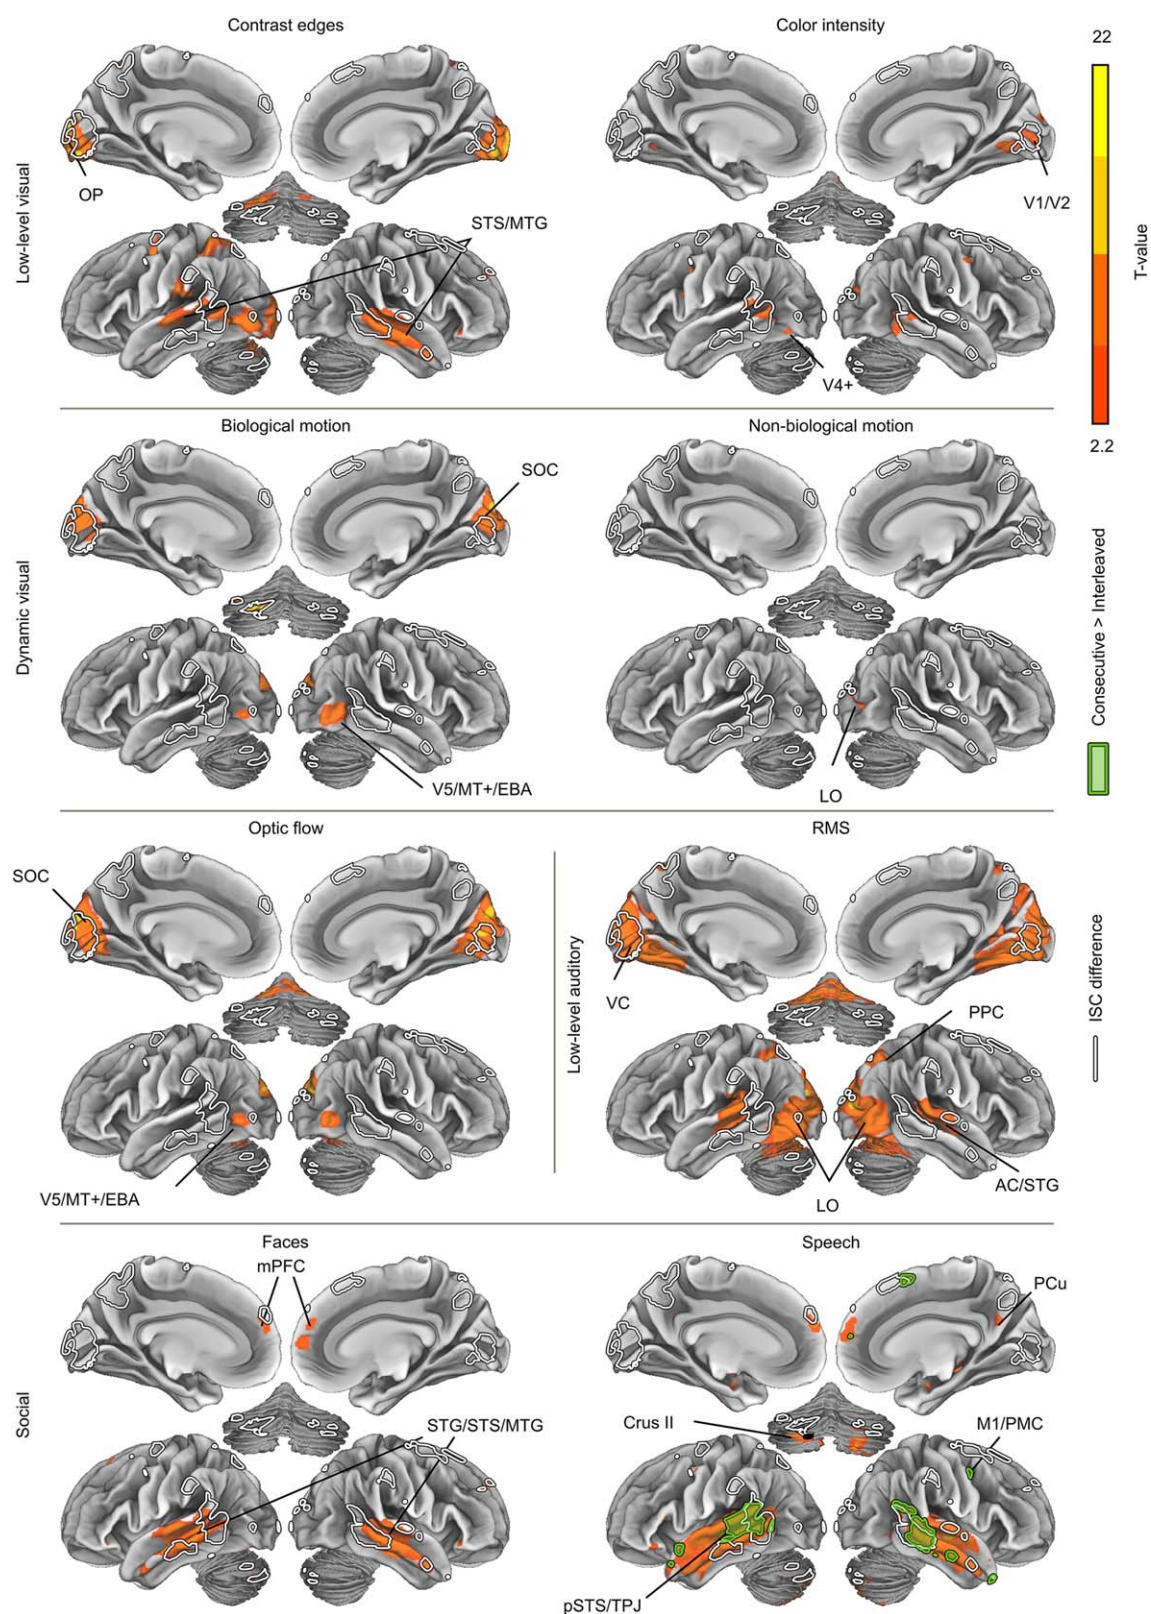 Contrast edges
Color intensity
22
OP
V1/V2
STS/MTG
V4+
Low-level visual
T-value
2.2
Biological motion
Non-biological motion
SOC
V5/MT+/EBA
LO
Dynamic visual
Consecutive > Interleaved
Optic flow
RMS
SOC
VC
PPC
V5/MT+/EBA
AC/STG
LO
Low-level auditory
ISC difference
Faces
Speech
mPFC
PCu
STG/STS/MTG
Crus II
M1/PMC
pSTS/TPJ
Social